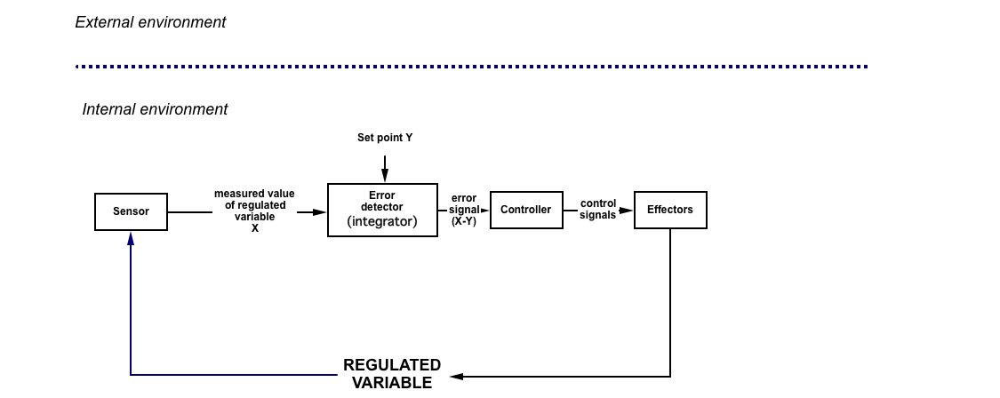 External environment
Internal environment
Set point Y
Sensor
measured value
of regulated
variable
X
Error
detector
(integrator)
error
signal
(X-Y)
Controller
control
signals
Effectors
REGULATED
VARIABLE